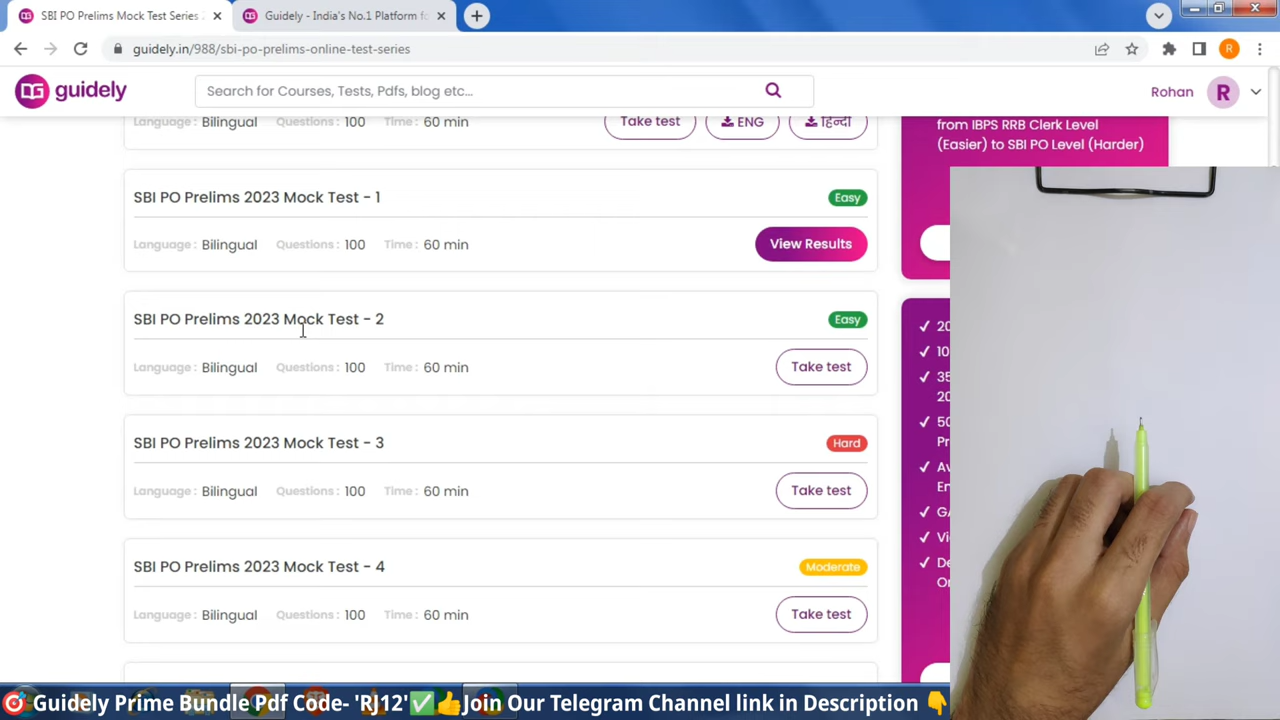 SBI PO Prelims Mock Test Series
Guidely - India's No.1 Platform fo
guidely.in/988/sbi-po-prelims-online-test-series
R
guidely
Search for Courses, Tests, Pdfs, blog etc...
Rohan
R
Language : Bilingual Questions : 100 Time : 60 min
Take test
ENG
हिन्दी
from IBPS RRB Clerk Level
(Easier) to SBI PO Level (Harder)
SBI PO Prelims 2023 Mock Test - 1
Easy
Language : Bilingual Questions : 100 Time : 60 min
View Results
SBI PO Prelims 2023 Mock Test - 2
Easy
Language : Bilingual Questions : 100 Time : 60 min
Take test
SBI PO Prelims 2023 Mock Test - 3
Hard
Language : Bilingual Questions : 100 Time : 60 min
Take test
SBI PO Prelims 2023 Mock Test - 4
Moderate
Language : Bilingual Questions : 100 Time : 60 min
Take test
🎯 Guidely Prime Bundle Pdf Code- 'RJ12'✅👍Join Our Telegram Channel link in Description 👇